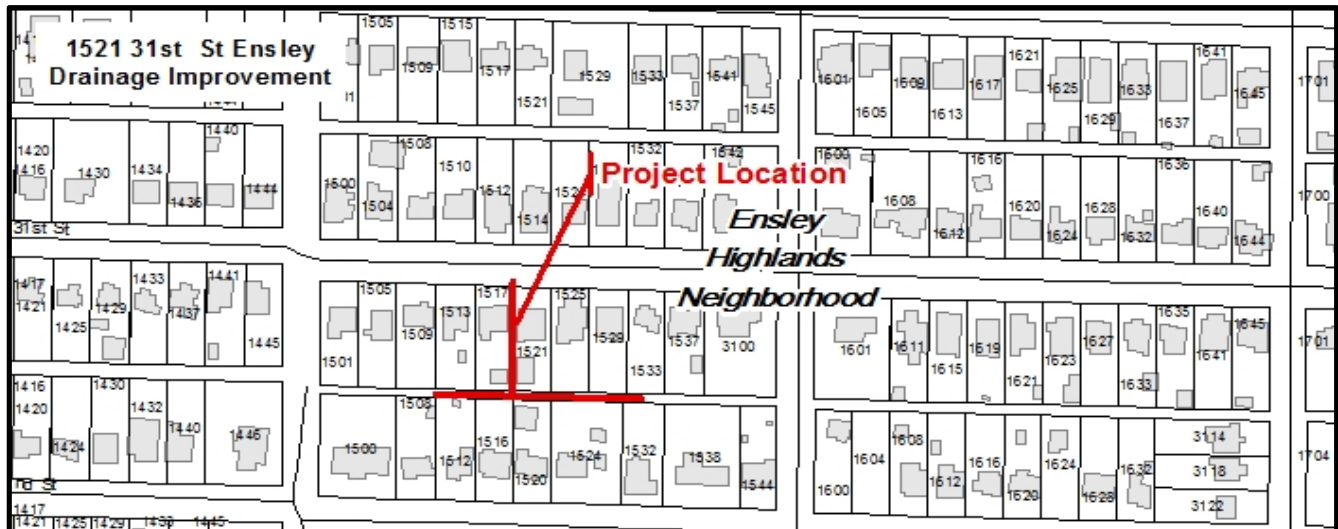 1521 31st St Ensley
Drainage Improvement
1505 1515
1509 1517 1529 1533 1541
1521 1537 1545
1621 1641
1601 1609 1617 1625 1633 1645 1701
1605 1613 1629 1637
1440
1420
1416 1430 1434 1436 1444
1508 1510 1532 1542
1500 1504 1512 1514
Project Location
1600 1616 1636
1608 1620 1628 1640 1700
1612 1624 1632 1644
Ensley
Highlands
Neighborhood
31st St
1417 1433 1441
1421 1429 1437
1425 1445
1505 1517 1525
1509 1513 1529 1537
1501 1521 1533 3100
1635 1645
1601 1611 1619 1627 1701
1615 1623 1641
1621 1633
1416 1430
1420 1432
1424 1440 1446
1508
1500 1512 1516 1524 1532 1538
1520 1544
1608 1624 3114
1604 1612 1616 1632 3118 1704
1600 1620 1628 3122
nd St
1417
1421 1425 1429 1433 1445